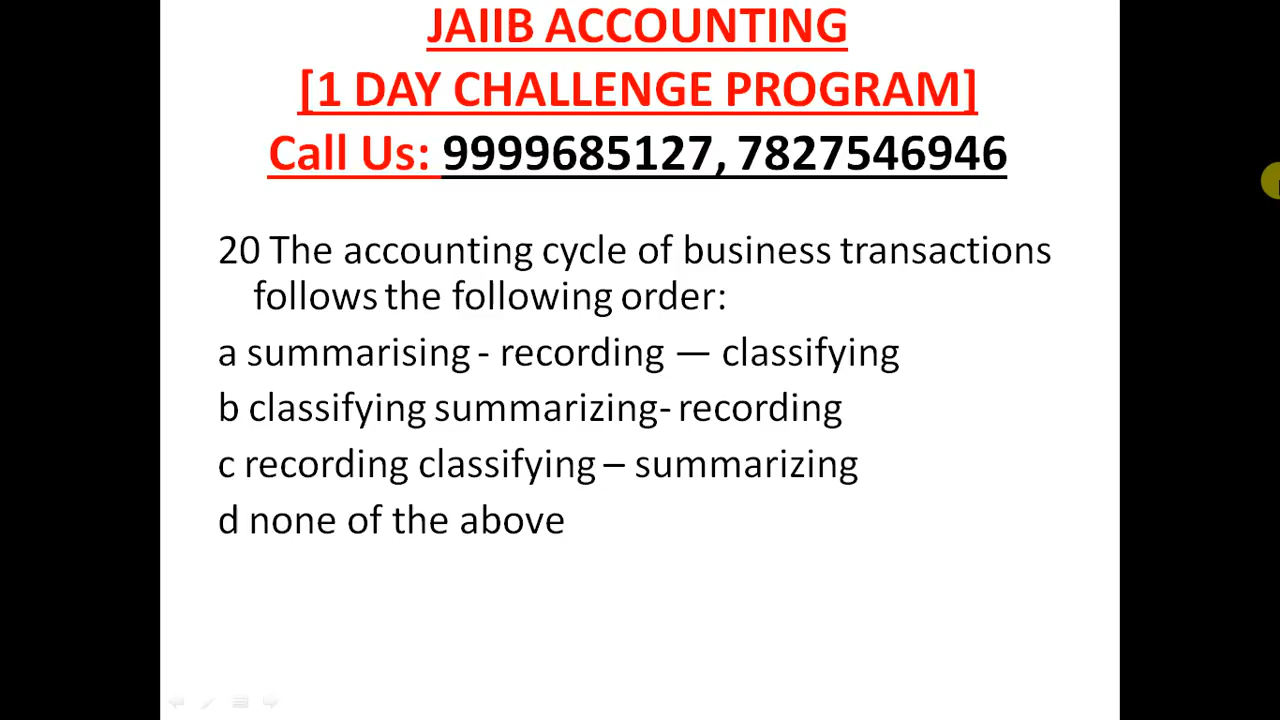 JAIIB ACCOUNTING
[1 DAY CHALLENGE PROGRAM]
Call Us: 9999685127, 7827546946
20 The accounting cycle of business transactions
follows the following order:
a summarising - recording — classifying
b classifying summarizing- recording
c recording classifying – summarizing
d none of the above